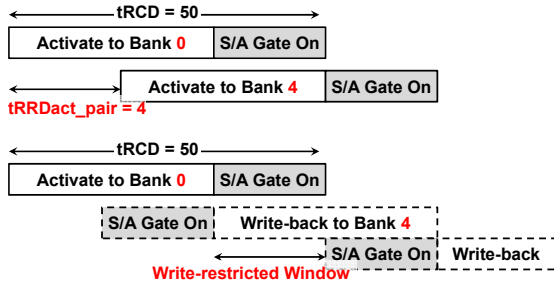 tRCD = 50
Activate to Bank 0 S/A Gate On
Activate to Bank 4 S/A Gate On
tRRDact_pair = 4
tRCD = 50
Activate to Bank 0 S/A Gate On
S/A Gate On Write-back to Bank 4
S/A Gate On Write-back
Write-restricted Window